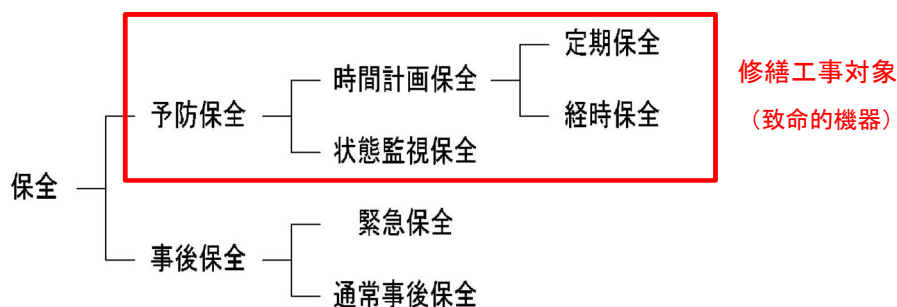 定期保全
時間計画保全
修繕工事対象
予防保全
経時保全
（致命的機器）
状態監視保全
保全
緊急保全
事後保全
通常事後保全